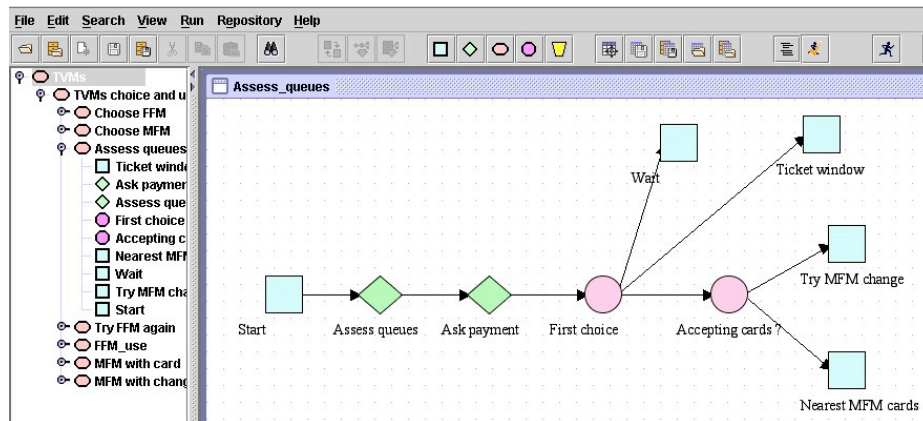 File Edit Search View Run Repository Help
TVMs
TVMs choice and u
Choose FFM
Choose MFM
Assess queues
Ticket windo
Ask paymen
Assess que
First choice
Accepting c
Nearest MFM
Wait
Try MFM cha
Start
Try FFM again
FFM_use
MFM with card
MFM with chang
Assess_queues
Wait
Ticket window
Try MFM change
Start
Assess queues
Ask payment
First choice
Accepting cards ?
Nearest MFM cards